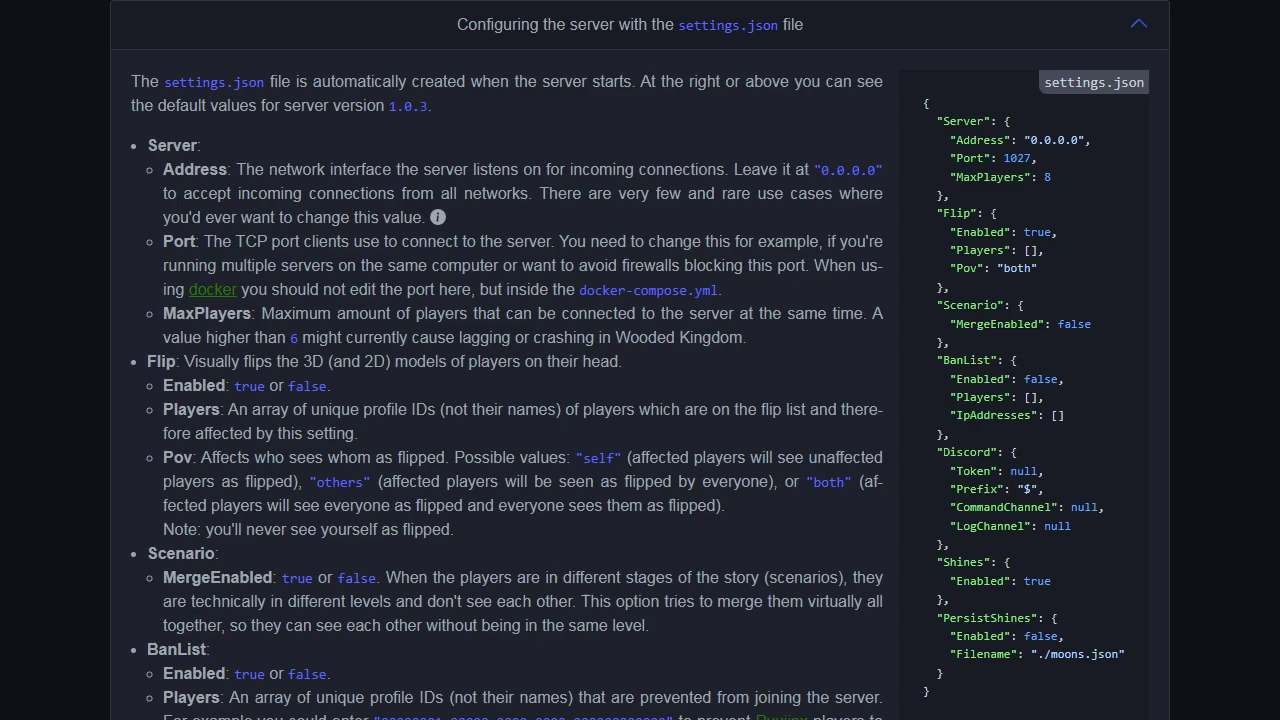 Configuring the server with the settings.json file
The settings.json file is automatically created when the server starts. At the right or above you can see
the default values for server version 1.0.3.
• Server:
◦ Address: The network interface the server listens on for incoming connections. Leave it at "0.0.0.0"
to accept incoming connections from all networks. There are very few and rare use cases where
you'd ever want to change this value.
◦ Port: The TCP port clients use to connect to the server. You need to change this for example, if you're
running multiple servers on the same computer or want to avoid firewalls blocking this port. When us-
ing docker you should not edit the port here, but inside the docker-compose.yml.
◦ MaxPlayers: Maximum amount of players that can be connected to the server at the same time. A
value higher than 6 might currently cause lagging or crashing in Wooded Kingdom.
• Flip: Visually flips the 3D (and 2D) models of players on their head.
◦ Enabled: true or false.
◦ Players: An array of unique profile IDs (not their names) of players which are on the flip list and there-
fore affected by this setting.
◦ Pov: Affects who sees whom as flipped. Possible values: "self" (affected players will see unaffected
players as flipped), "others" (affected players will be seen as flipped by everyone), or "both" (af-
fected players will see everyone as flipped and everyone sees them as flipped).
Note: you'll never see yourself as flipped.
• Scenario:
◦ MergeEnabled: true or false. When the players are in different stages of the story (scenarios), they
are technically in different levels and don't see each other. This option tries to merge them virtually all
together, so they can see each other without being in the same level.
• BanList:
◦ Enabled: true or false.
◦ Players: An array of unique profile IDs (not their names) that are prevented from joining the server.
settings.json
{
"Server": {
"Address": "0.0.0.0",
"Port": 1027,
"MaxPlayers": 8
},
"Flip": {
"Enabled": true,
"Players": [],
"Pov": "both"
},
"Scenario": {
"MergeEnabled": false
},
"BanList": {
"Enabled": false,
"Players": [],
"IpAddresses": []
},
"Discord": {
"Token": null,
"Prefix": "$",
"CommandChannel": null,
"LogChannel": null
},
"Shines": {
"Enabled": true
},
"PersistShines": {
"Enabled": false,
"Filename": "./moons.json"
}
}